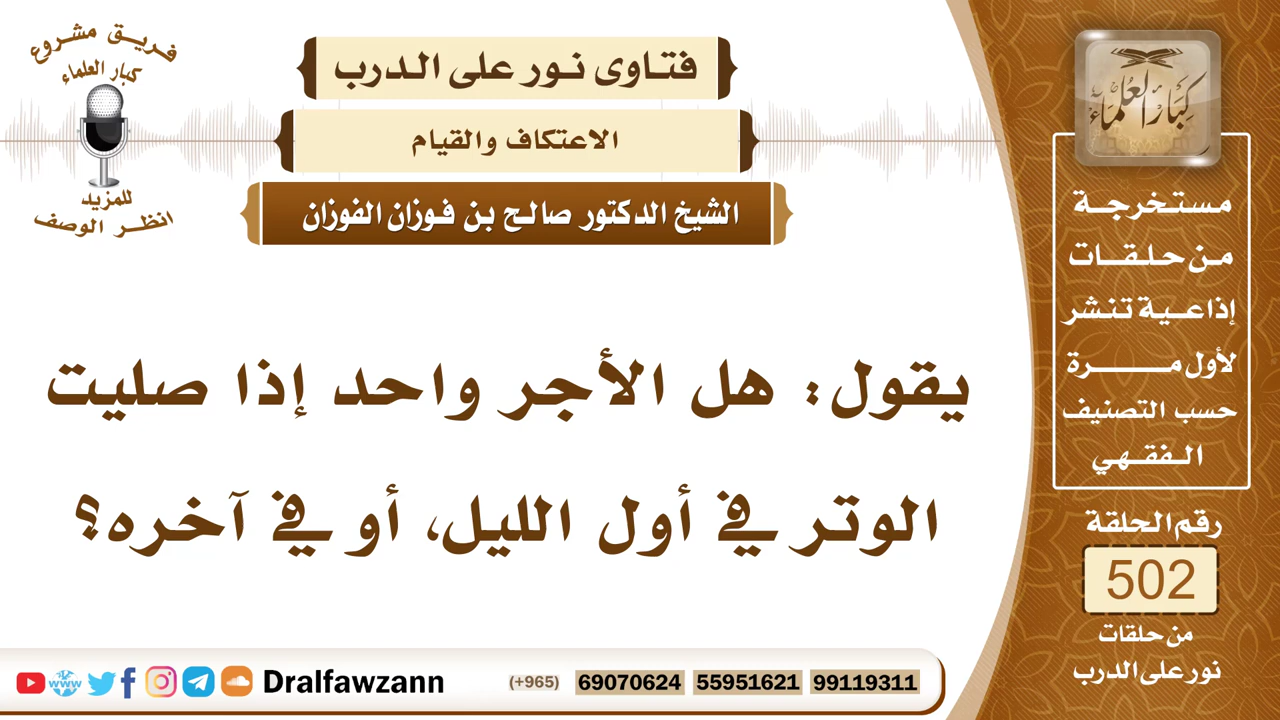 فريق مشروع
كبار العلماء
للمزيد
انظر الوصف
فتاوى نور على الدرب
الاعتكاف والقيام
الشيخ الدكتور صالح بن فوزان الفوزان
كبار العلماء
مستخرجة
من حلقات
إذاعية تنشر
لأول مرة
حسب التصنيف
الفقهي
رقم الحلقة
502
من حلقات
نور على الدرب
يقول: هل الأجر واحد إذا صليت
الوتر في أول الليل، أو في آخره؟
www Dralfawzann (+965) 69070624 55951621 99119311